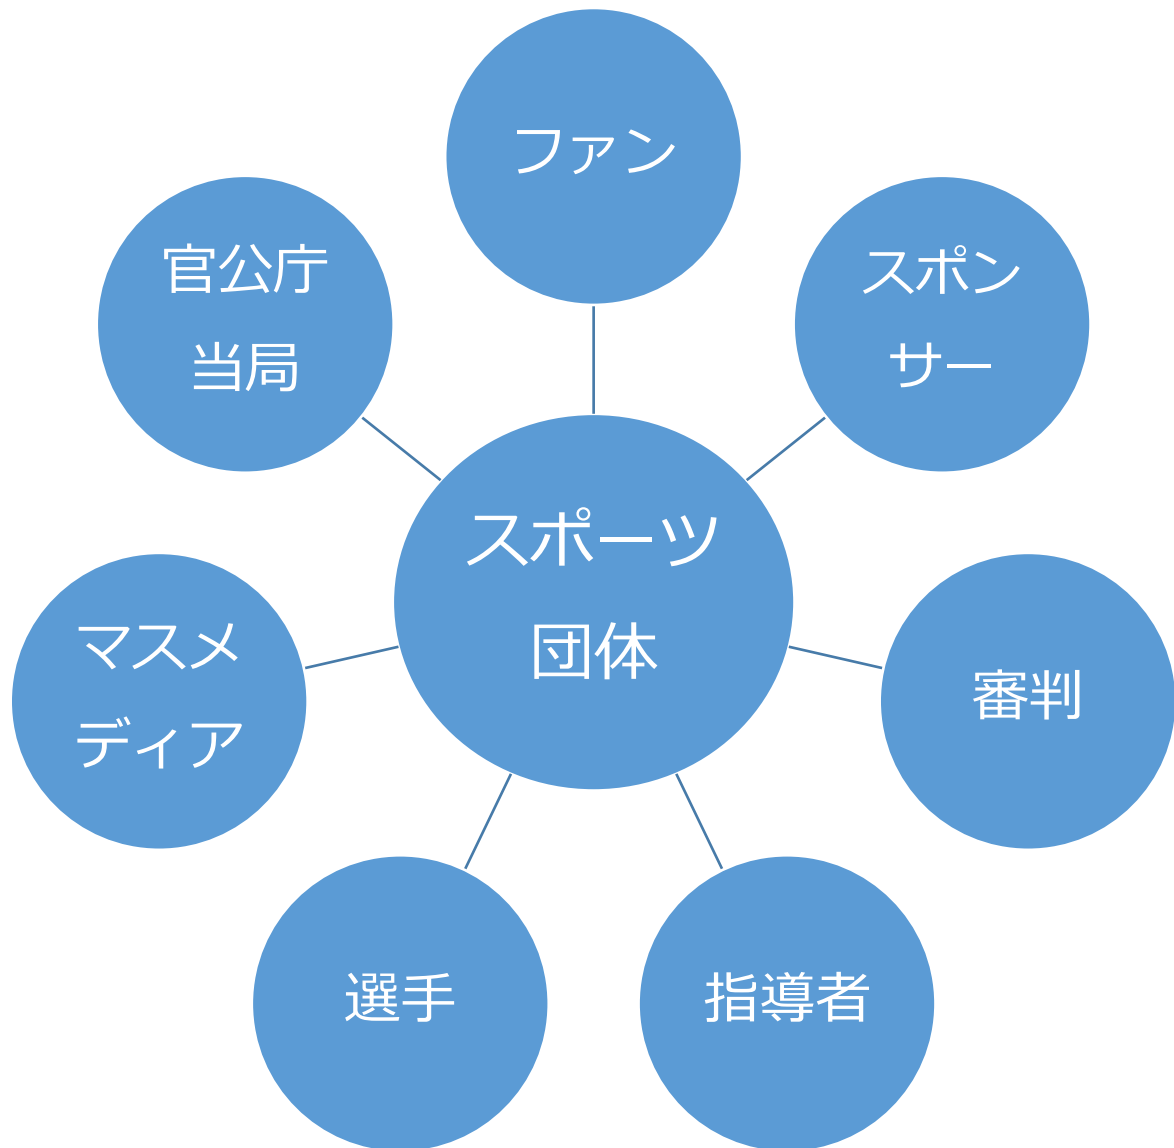 ファン
官公庁
当局
スポン
サー
スポーツ
団体
マスメ
ディア
審判
選手
指導者